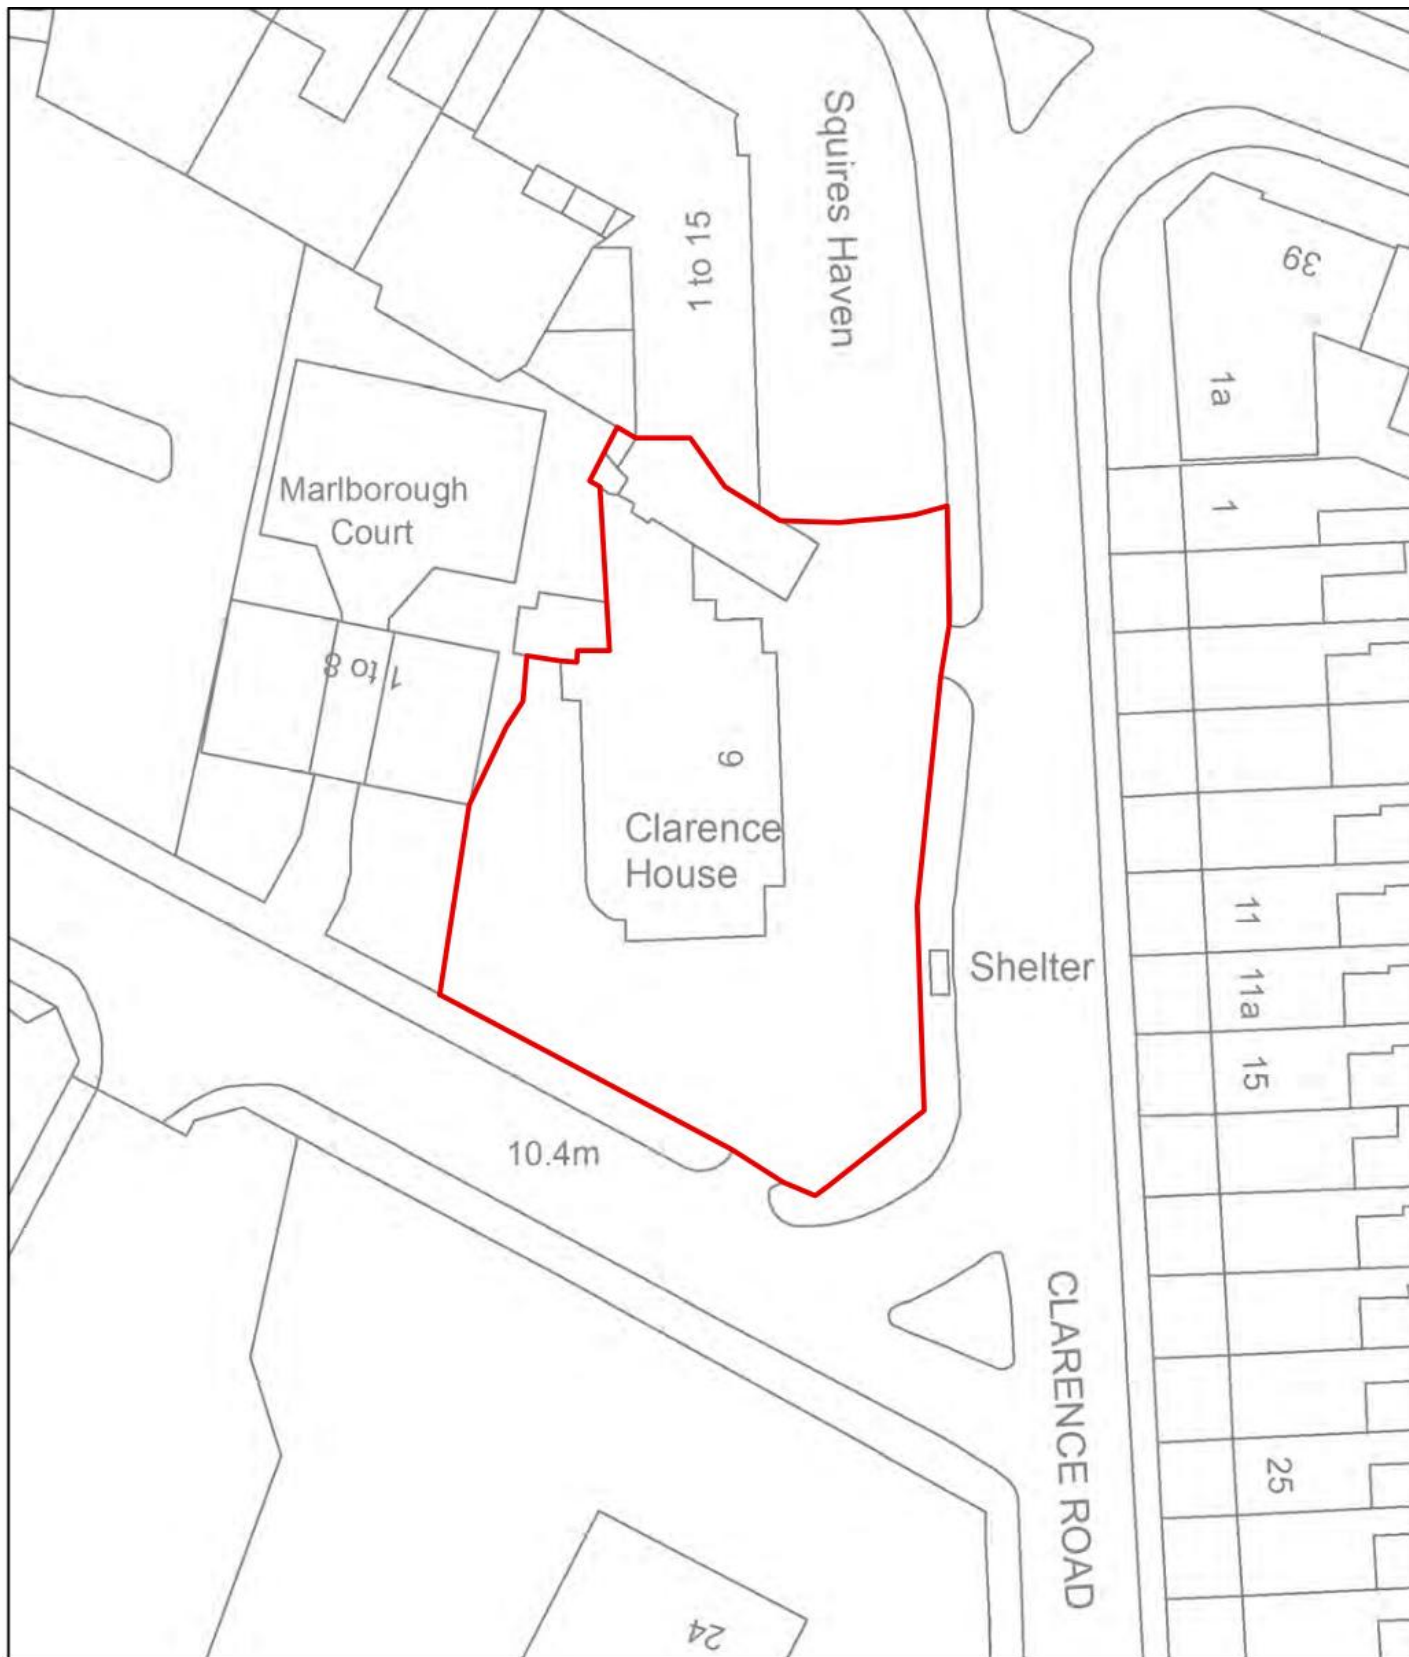 Squires Haven
1 to 15
39
1a
1
Marlborough
Court
1 to 8
Clarence
House
11
Shelter
11a
15
10.4m
CLARENCE ROAD
25
24